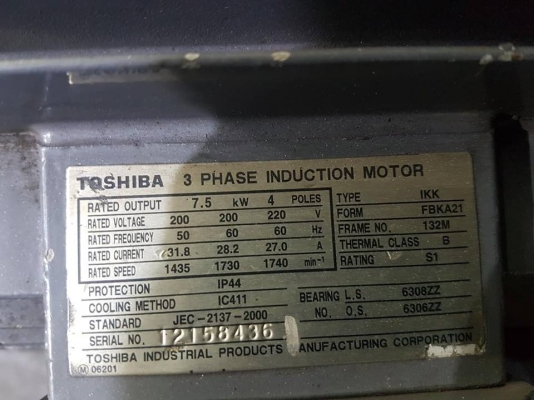 TOSHIBA 3 PHASE INDUCTION MOTOR
RATED OUTPUT 7.5 kW 4 POLES
RATED VOLTAGE 200 200 220 V
RATED FREQUENCY 50 60 60 Hz
RATED CURRENT 31.8 28.2 27.0 A
RATED SPEED 1435 1730 1740 min⁻¹
TYPE IKK
FORM FBKA21
FRAME NO. 132M
THERMAL CLASS B
RATING S1
PROTECTION IP44
COOLING METHOD IC411
STANDARD JEC-2137-2000
SERIAL NO. 12158436
BEARING L.S. 6308ZZ
NO. O.S. 6306ZZ
TOSHIBA INDUSTRIAL PRODUCTS MANUFACTURING CORPORATION
M 06201